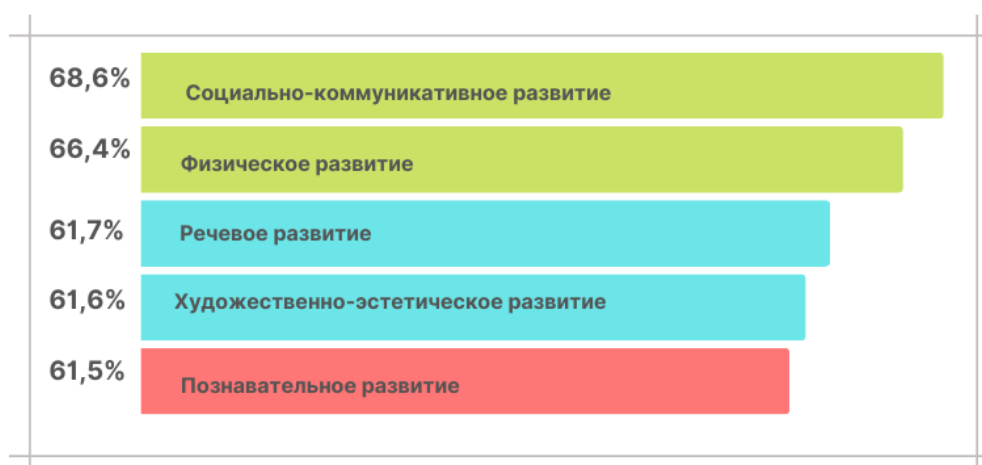 68,6% Социально-коммуникативное развитие
66,4% Физическое развитие
61,7% Речевое развитие
61,6% Художественно-эстетическое развитие
61,5% Познавательное развитие